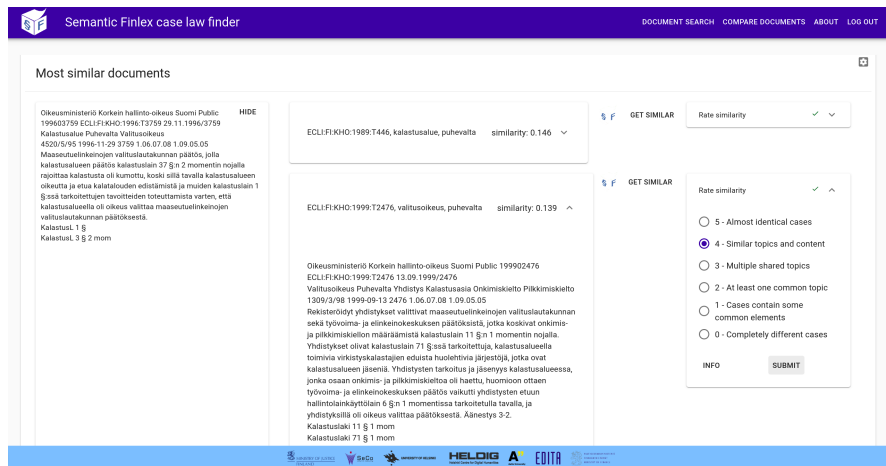 Semantic Finlex case law finder
DOCUMENT SEARCH COMPARE DOCUMENTS ABOUT LOG OUT
Most similar documents
HIDE
Oikeusministeriö Korkein hallinto-oikeus Suomi Public
199603759 ECLI:FI:KHO:1996:T3759 29.11.1996/3759
Kalastusalue Puhevalta Valitusoikeus
4520/5/95 1996-11-29 3759 1.06.07.08 1.09.05.05
Maaseutuelinkeinojen valituslautakunnan päätös, jolla
kalastusalueen päätös kalastuslain 37 §:n 2 momentin nojalla
rajoittaa kalastusta oli kumottu, koski sillä tavalla kalastusalueen
oikeutta ja etua kalatalouden edistämistä ja muiden kalastuslain 1
§:ssä tarkoitettujen tavoitteiden toteuttamista varten, että
kalastusalueella oli oikeus valittaa maaseutuelinkeinojen
valituslautakunnan päätöksestä.
KalastusL 1 §
KalastusL 3 § 2 mom
ECLI:FI:KHO:1989:T446, kalastusalue, puhevalta similarity: 0.146
§ F GET SIMILAR
Rate similarity
ECLI:FI:KHO:1999:T2476, valitusoikeus, puhevalta similarity: 0.139
§ F GET SIMILAR
Oikeusministeriö Korkein hallinto-oikeus Suomi Public 199902476
ECLI:FI:KHO:1999:T2476 13.09.1999/2476
Valitusoikeus Puhevalta Yhdistys Kalastusasia Onkimiskielto Pilkkimiskielto
1309/3/98 1999-09-13 2476 1.06.07.08 1.09.05.05
Rekisteröidyt yhdistykset valittivat maaseutuelinkeinojen valituslautakunnan
sekä työvoima- ja elinkeinokeskuksen päätöksistä, jotka koskivat onkimis-
ja pilkkimiskiellon määräämistä kalastuslain 11 §:n 1 momentin nojalla.
Yhdistykset olivat kalastuslain 71 §:ssä tarkoitettuja, kalastusalueella
toimivia virkistyskalastajien eduista huolehtivia järjestöjä, jotka ovat
kalastusalueen jäseniä. Yhdistysten tarkoitus ja jäsenyys kalastusalueessa,
jonka osaan onkimis- ja pilkkimiskieltoa oli haettu, huomioon ottaen
työvoima- ja elinkeinokeskuksen päätös vaikutti yhdistysten etuun
hallintolainkäyttölain 6 §:n 1 momentissa tarkoitetulla tavalla, ja
yhdistyksillä oli oikeus valittaa päätöksestä. Äänestys 3-2.
Kalastuslaki 11 § 1 mom
Kalastuslaki 71 § 1 mom
Rate similarity
5 - Almost identical cases
4 - Similar topics and content
3 - Multiple shared topics
2 - At least one common topic
1 - Cases contain some
common elements
0 - Completely different cases
INFO SUBMIT
SeCo UNIVERSITY OF HELSINKI HELDIG EDITA